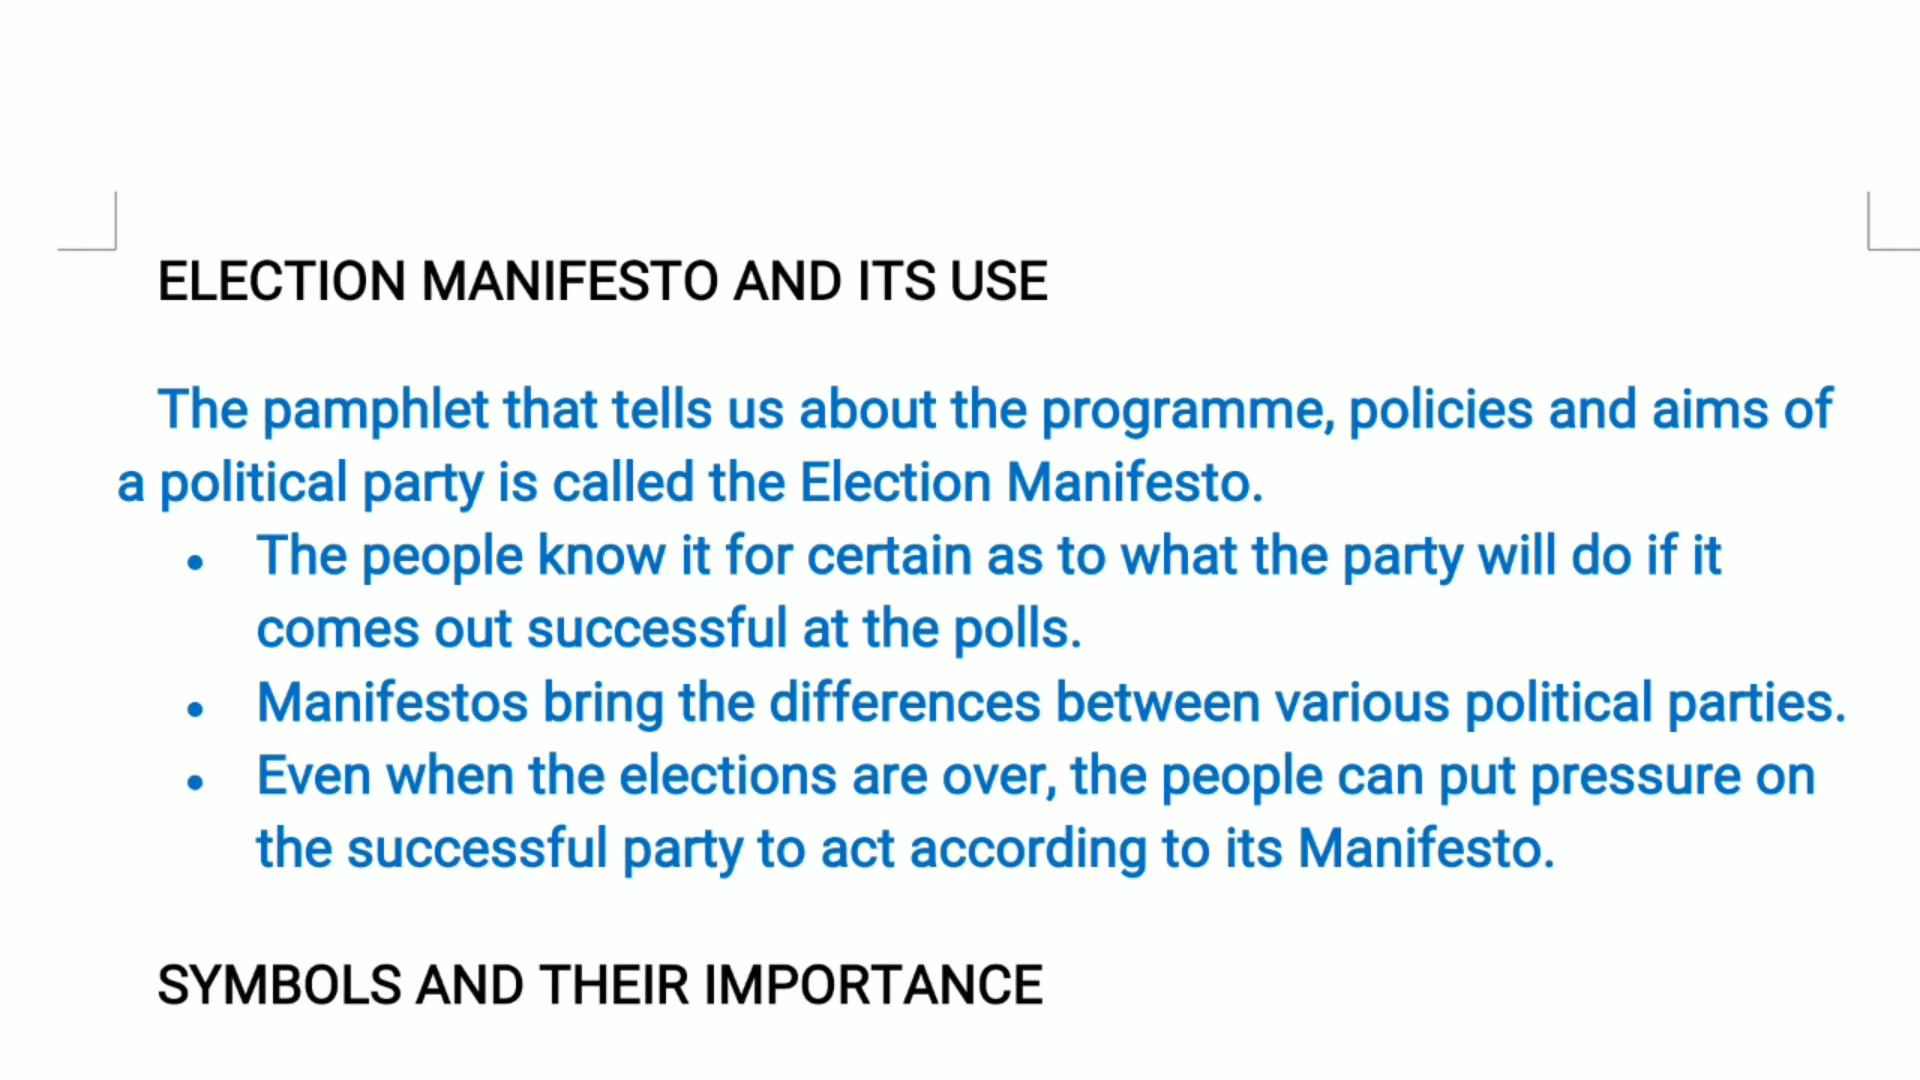 ELECTION MANIFESTO AND ITS USE
The pamphlet that tells us about the programme, policies and aims of
a political party is called the Election Manifesto.
• The people know it for certain as to what the party will do if it
comes out successful at the polls.
• Manifestos bring the differences between various political parties.
• Even when the elections are over, the people can put pressure on
the successful party to act according to its Manifesto.
SYMBOLS AND THEIR IMPORTANCE